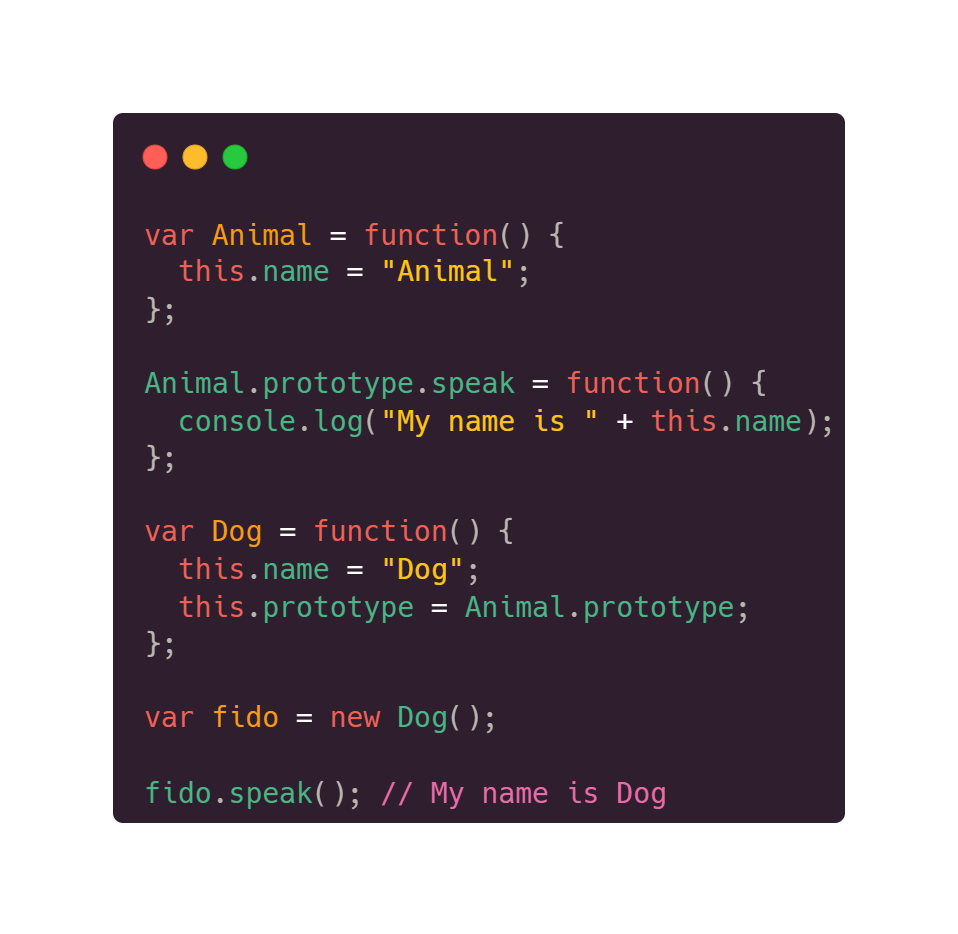 var Animal = function() {
  this.name = "Animal";
};

Animal.prototype.speak = function() {
  console.log("My name is " + this.name);
};

var Dog = function() {
  this.name = "Dog";
  this.prototype = Animal.prototype;
};

var fido = new Dog();

fido.speak(); // My name is Dog